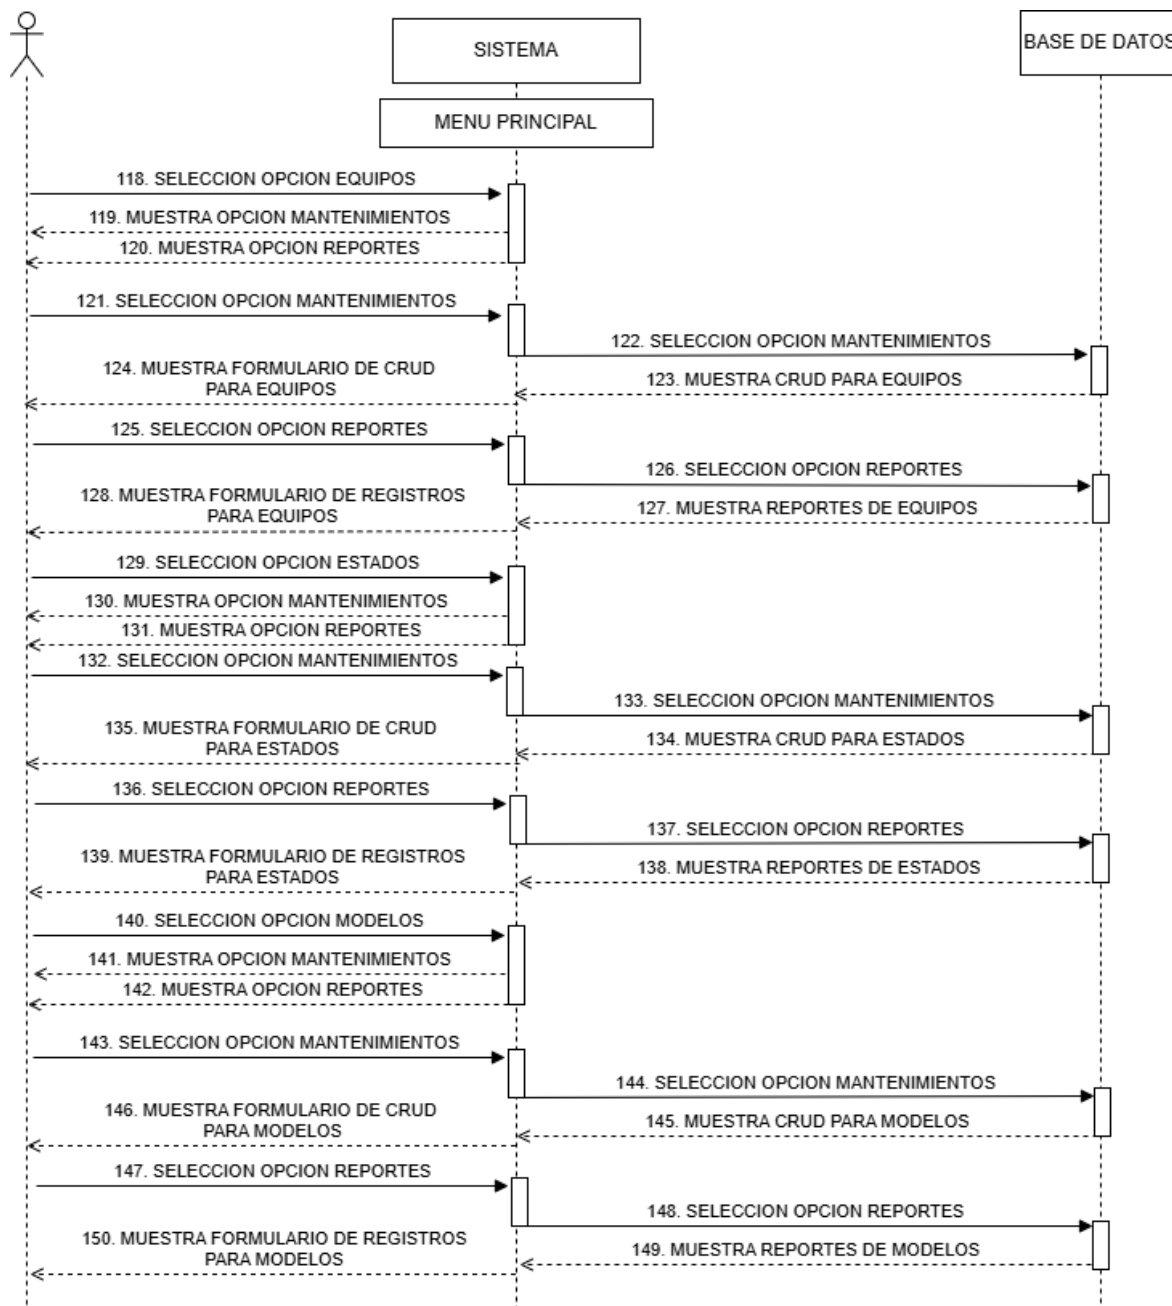 SISTEMA
BASE DE DATOS
MENU PRINCIPAL
118. SELECCION OPCION EQUIPOS
119. MUESTRA OPCION MANTENIMIENTOS
120. MUESTRA OPCION REPORTES
121. SELECCION OPCION MANTENIMIENTOS
122. SELECCION OPCION MANTENIMIENTOS
123. MUESTRA CRUD PARA EQUIPOS
124. MUESTRA FORMULARIO DE CRUD
PARA EQUIPOS
125. SELECCION OPCION REPORTES
126. SELECCION OPCION REPORTES
127. MUESTRA REPORTES DE EQUIPOS
128. MUESTRA FORMULARIO DE REGISTROS
PARA EQUIPOS
129. SELECCION OPCION ESTADOS
130. MUESTRA OPCION MANTENIMIENTOS
131. MUESTRA OPCION REPORTES
132. SELECCION OPCION MANTENIMIENTOS
133. SELECCION OPCION MANTENIMIENTOS
134. MUESTRA CRUD PARA ESTADOS
135. MUESTRA FORMULARIO DE CRUD
PARA ESTADOS
136. SELECCION OPCION REPORTES
137. SELECCION OPCION REPORTES
138. MUESTRA REPORTES DE ESTADOS
139. MUESTRA FORMULARIO DE REGISTROS
PARA ESTADOS
140. SELECCION OPCION MODELOS
141. MUESTRA OPCION MANTENIMIENTOS
142. MUESTRA OPCION REPORTES
143. SELECCION OPCION MANTENIMIENTOS
144. SELECCION OPCION MANTENIMIENTOS
145. MUESTRA CRUD PARA MODELOS
146. MUESTRA FORMULARIO DE CRUD
PARA MODELOS
147. SELECCION OPCION REPORTES
148. SELECCION OPCION REPORTES
149. MUESTRA REPORTES DE MODELOS
150. MUESTRA FORMULARIO DE REGISTROS
PARA MODELOS